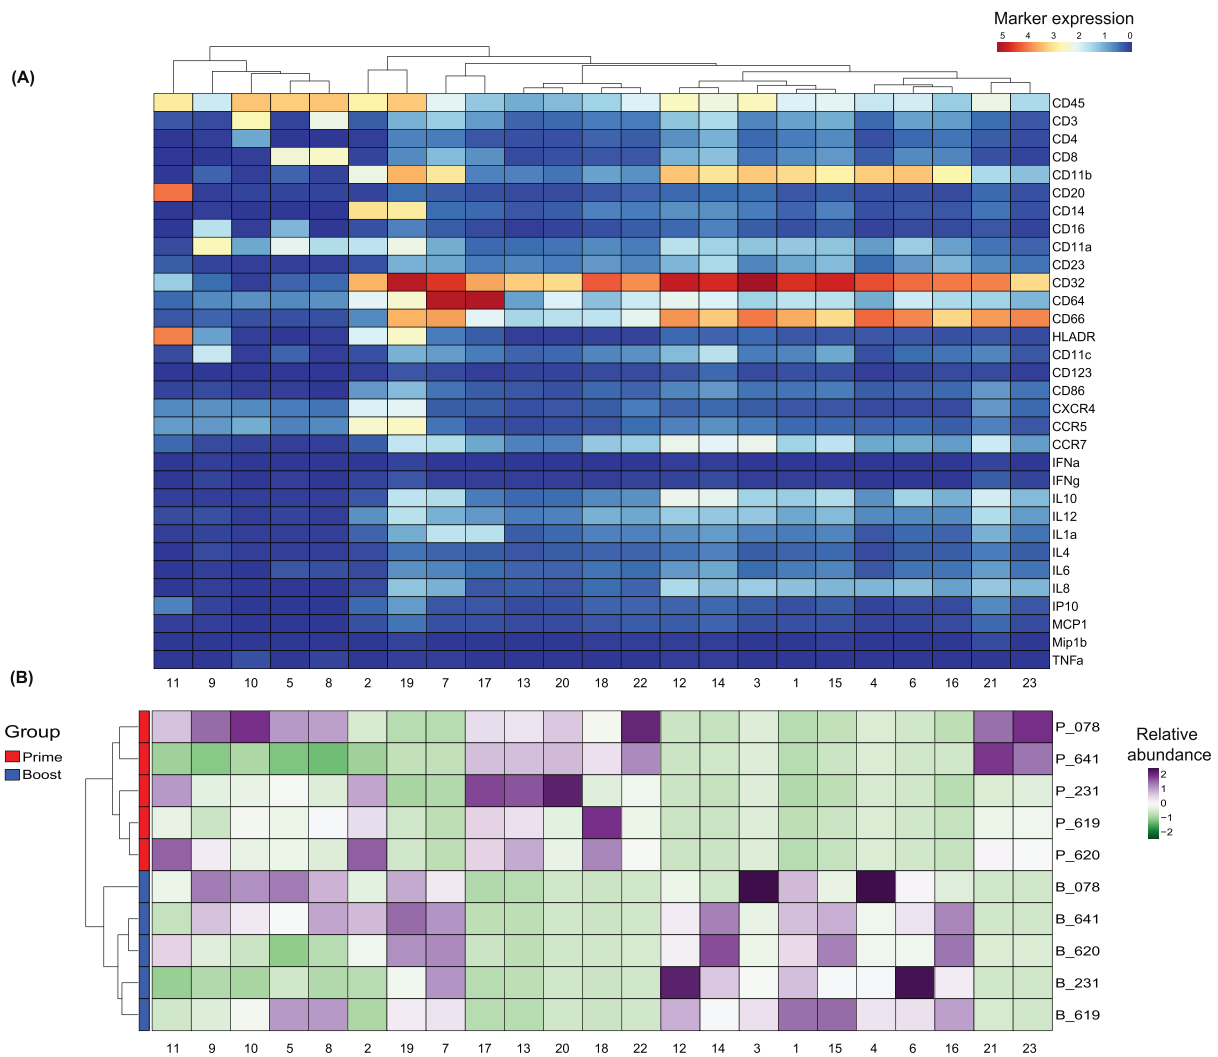 Marker expression
5 4 3 2 1 0
(A)
CD45
CD3
CD4
CD8
CD11b
CD20
CD14
CD16
CD11a
CD23
CD32
CD64
CD66
HLADR
CD11c
CD123
CD86
CXCR4
CCR5
CCR7
IFNa
IFNg
IL10
IL12
IL1a
IL4
IL6
IL8
IP10
MCP1
Mip1b
TNFa
11 9 10 5 8 2 19 7 17 13 20 18 22 12 14 3 1 15 4 6 16 21 23
(B)
Group
Prime
Boost
P_078
P_641
P_231
P_619
P_620
B_078
B_641
B_620
B_231
B_619
Relative
abundance
2
1
0
−1
−2
11 9 10 5 8 2 19 7 17 13 20 18 22 12 14 3 1 15 4 6 16 21 23